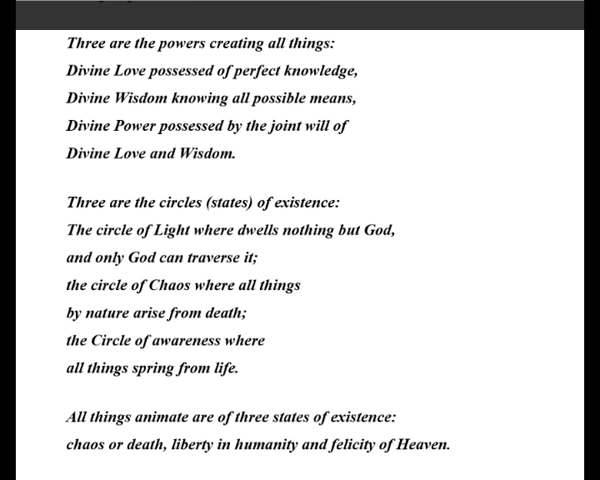 Three are the powers creating all things:
Divine Love possessed of perfect knowledge,
Divine Wisdom knowing all possible means,
Divine Power possessed by the joint will of
Divine Love and Wisdom.
Three are the circles (states) of existence:
The circle of Light where dwells nothing but God,
and only God can traverse it;
the circle of Chaos where all things
by nature arise from death;
the Circle of awareness where
all things spring from life.
All things animate are of three states of existence:
chaos or death, liberty in humanity and felicity of Heaven.